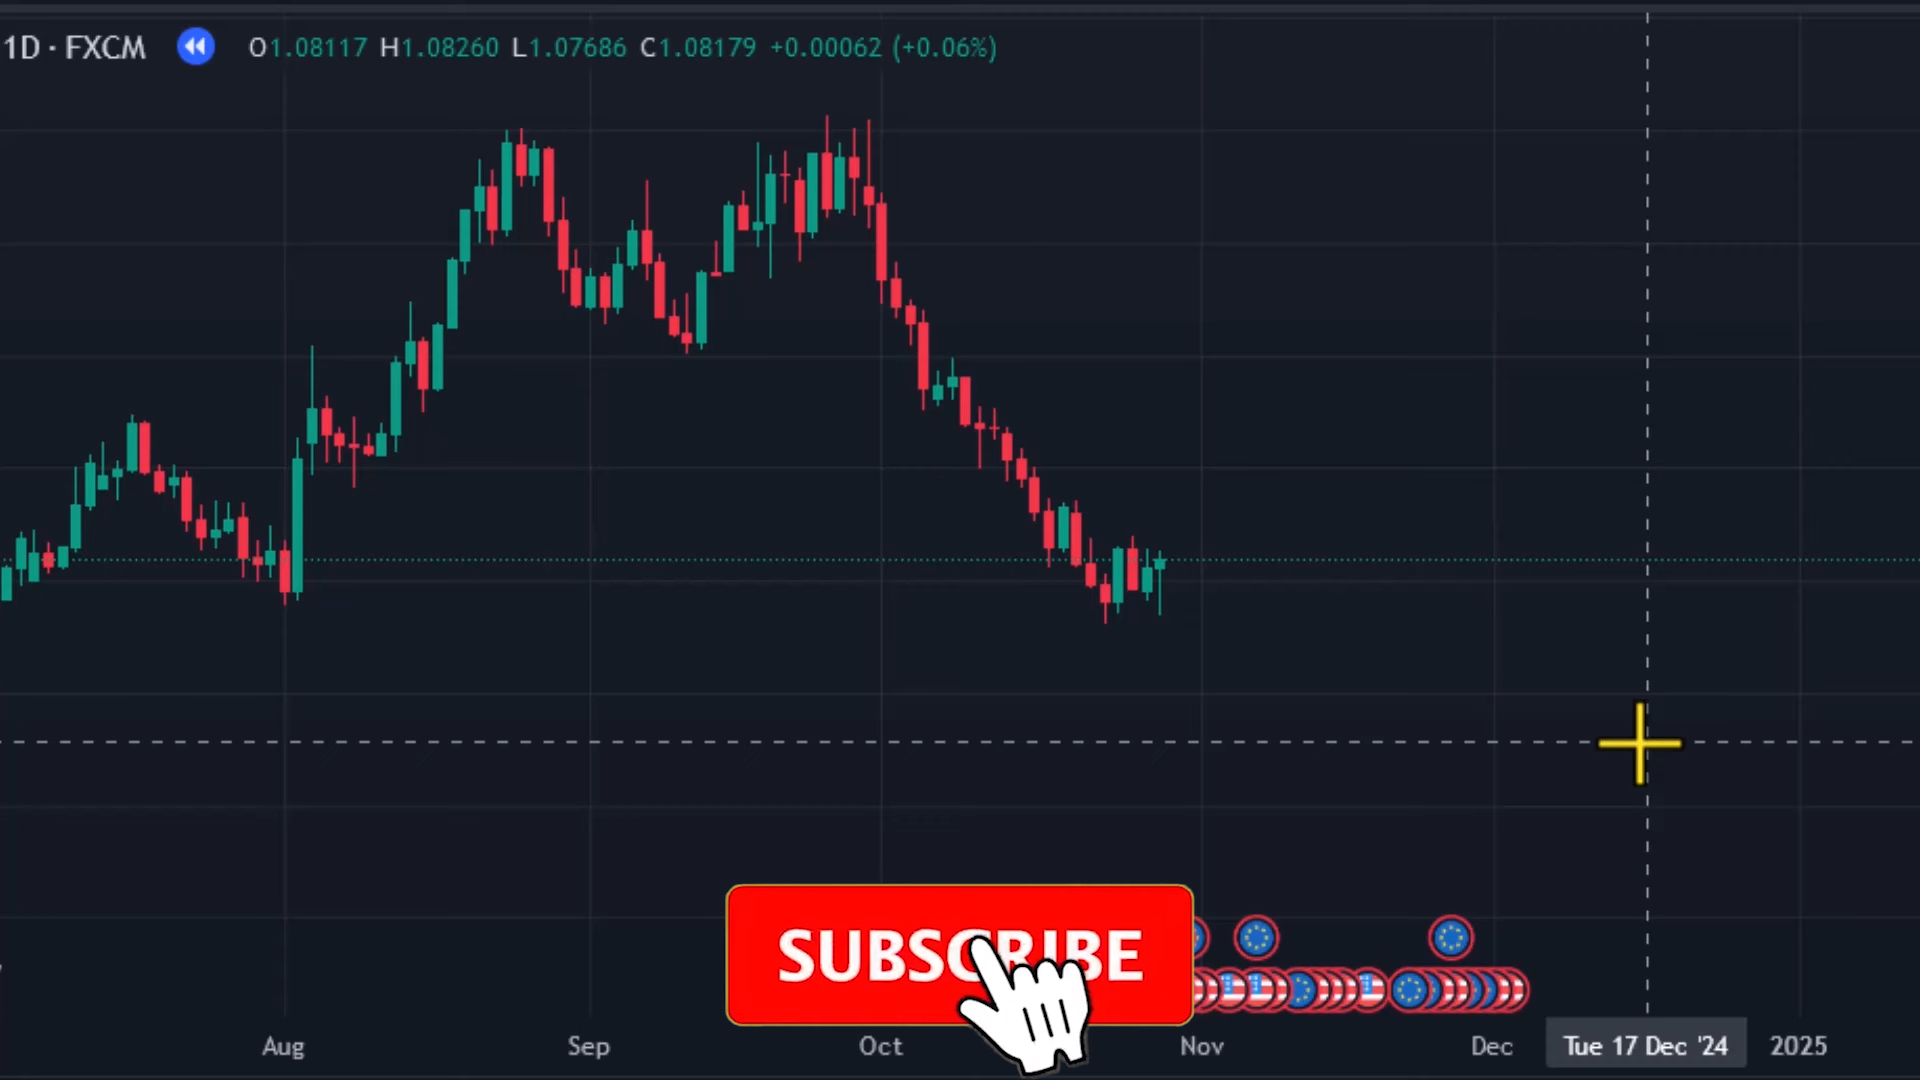 1D · FXCM O1.08117 H1.08260 L1.07686 C1.08179 +0.00062 (+0.06%)
SUBSCRIBE
Aug Sep Oct Nov Dec Tue 17 Dec '24 2025